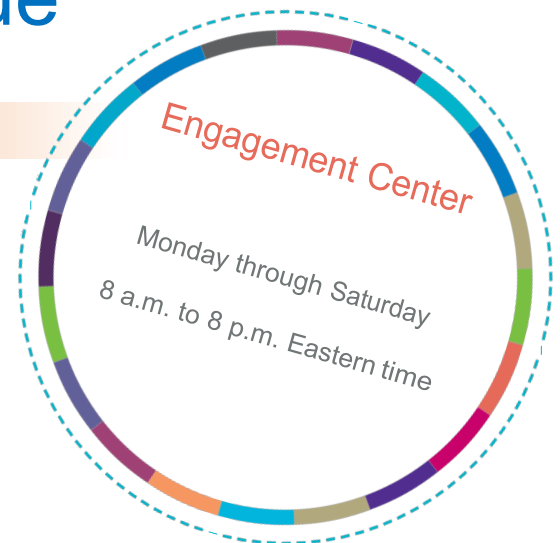 Engagement Center
Monday through Saturday
8 a.m. to 8 p.m. Eastern time